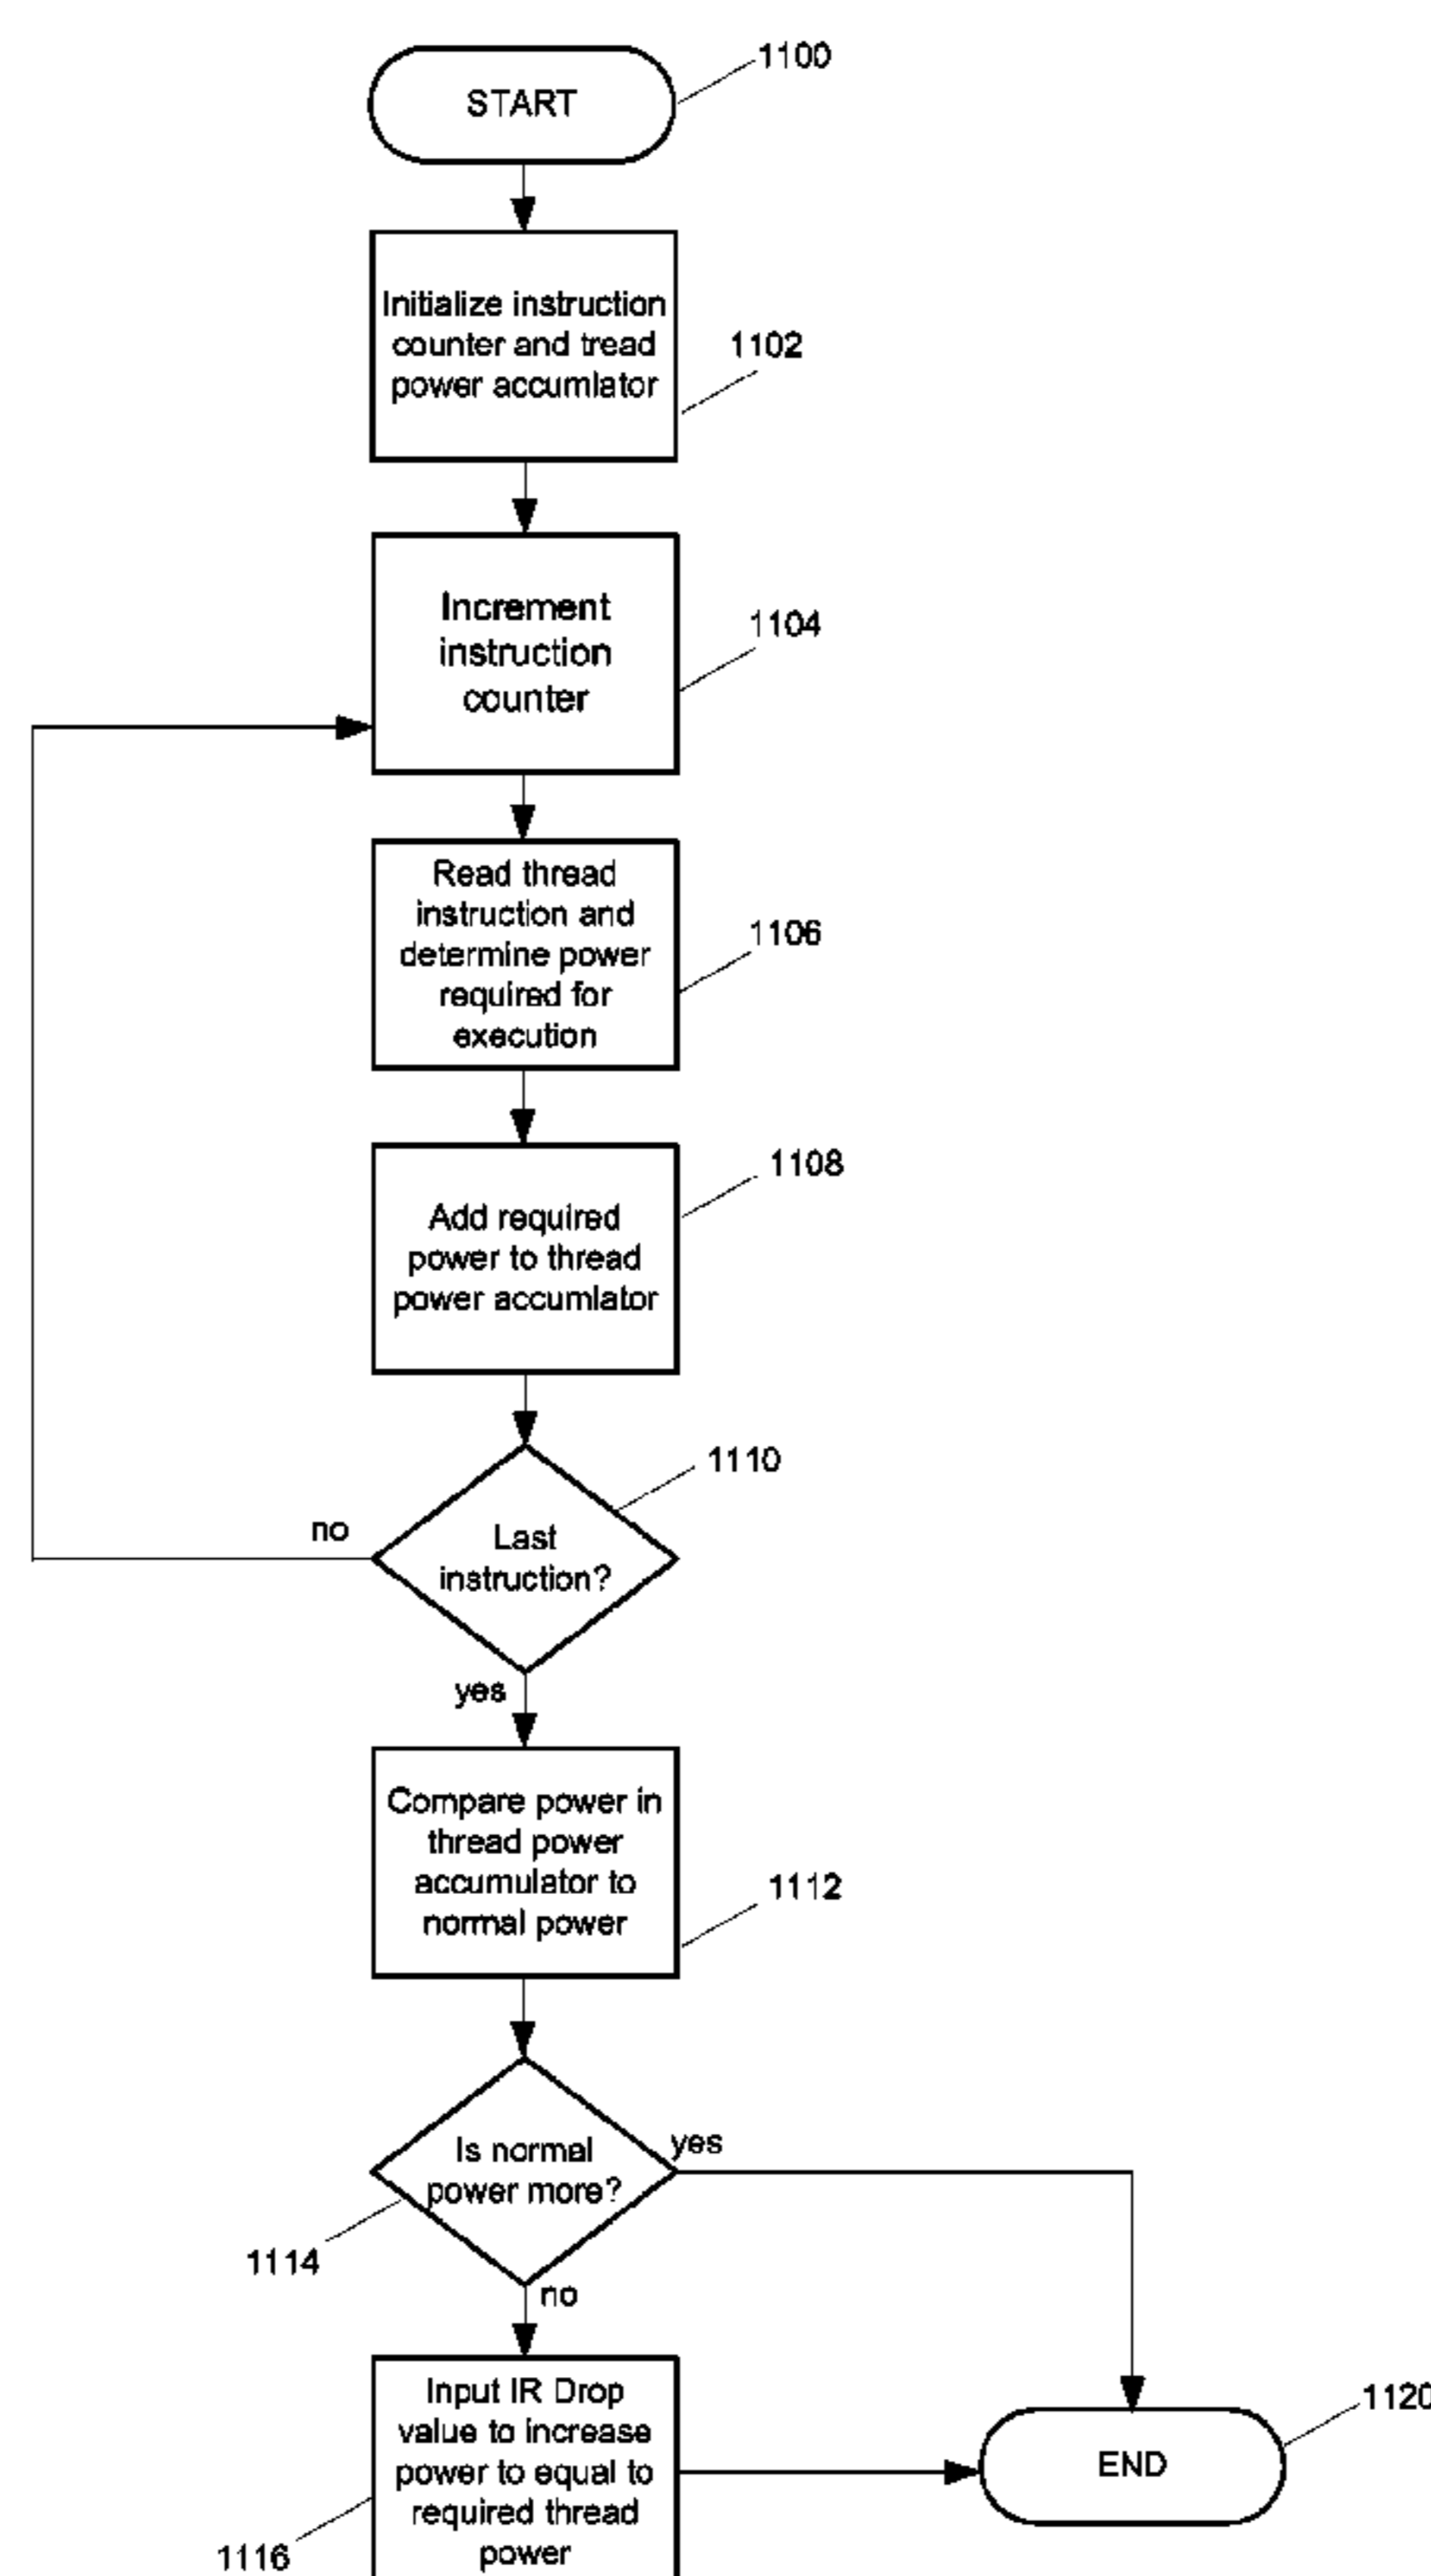 START
1100
Initialize instruction
counter and tread
power accumlator
1102
Increment
instruction
counter
1104
Read thread
instruction and
determine power
required for
execution
1106
Add required
power to thread
power accumlator
1108
Last
instruction?
1110
no
yes
Compare power in
thread power
accumulator to
normal power
1112
Is normal
power more?
yes
1114
no
Input IR Drop
value to increase
power to equal to
required thread
power
1116
END
1120